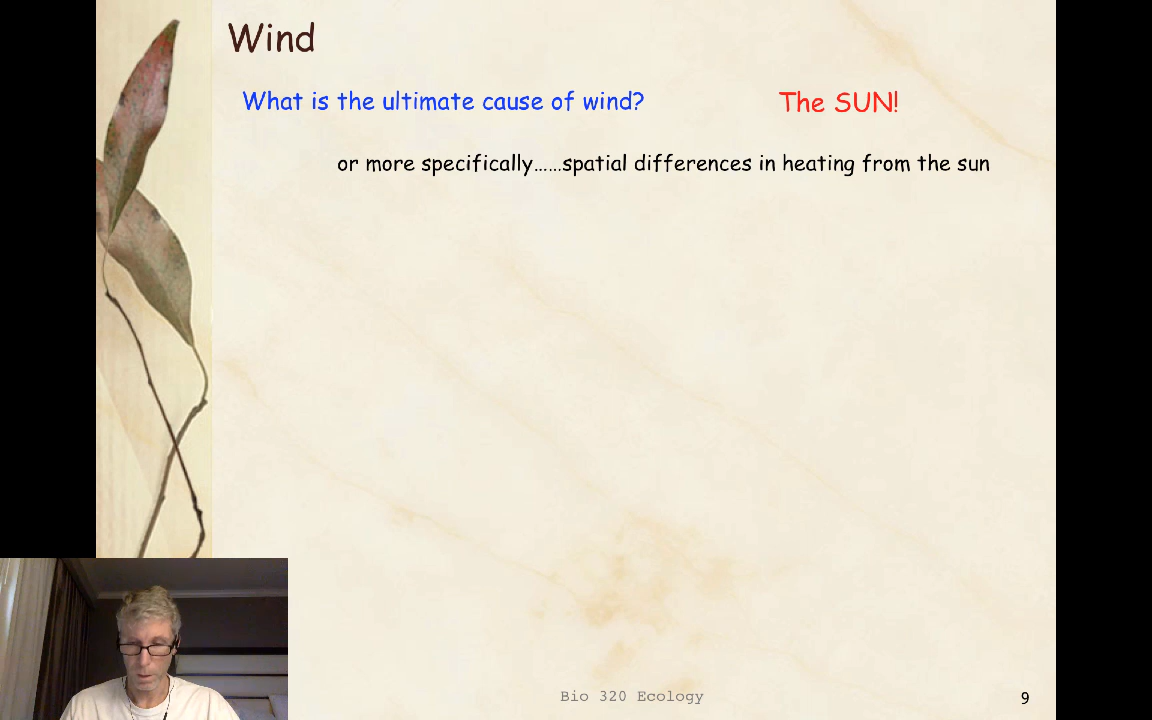 Wind
What is the ultimate cause of wind? The SUN!
or more specifically......spatial differences in heating from the sun
Bio 320 Ecology 9